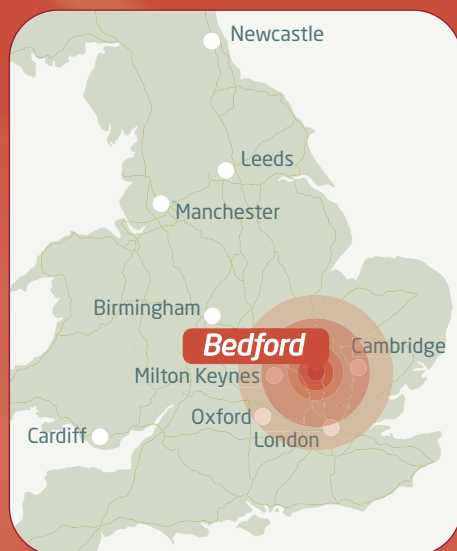 Newcastle
Leeds
Manchester
Birmingham
Bedford
Cambridge
Milton Keynes
Oxford
Cardiff
London